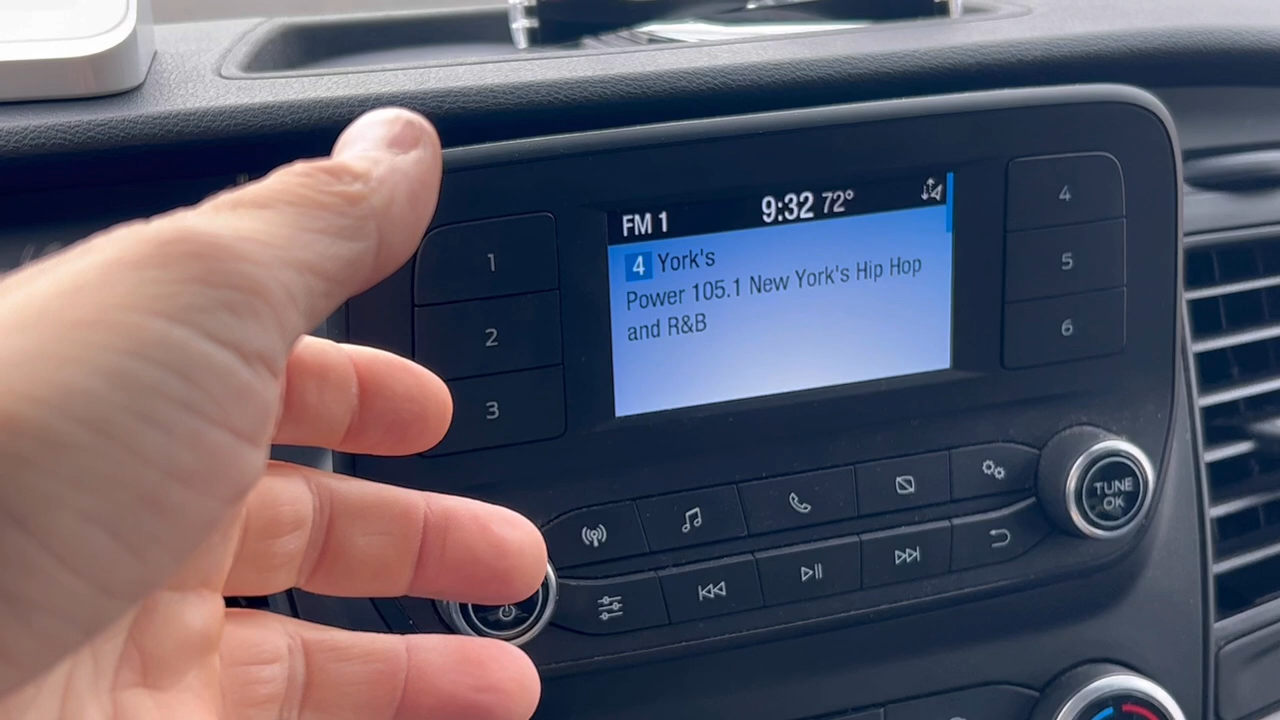 FM 1 9:32 72°
4 York's
Power 105.1 New York's Hip Hop
and R&B
1
2
3
4
5
6
TUNE
OK